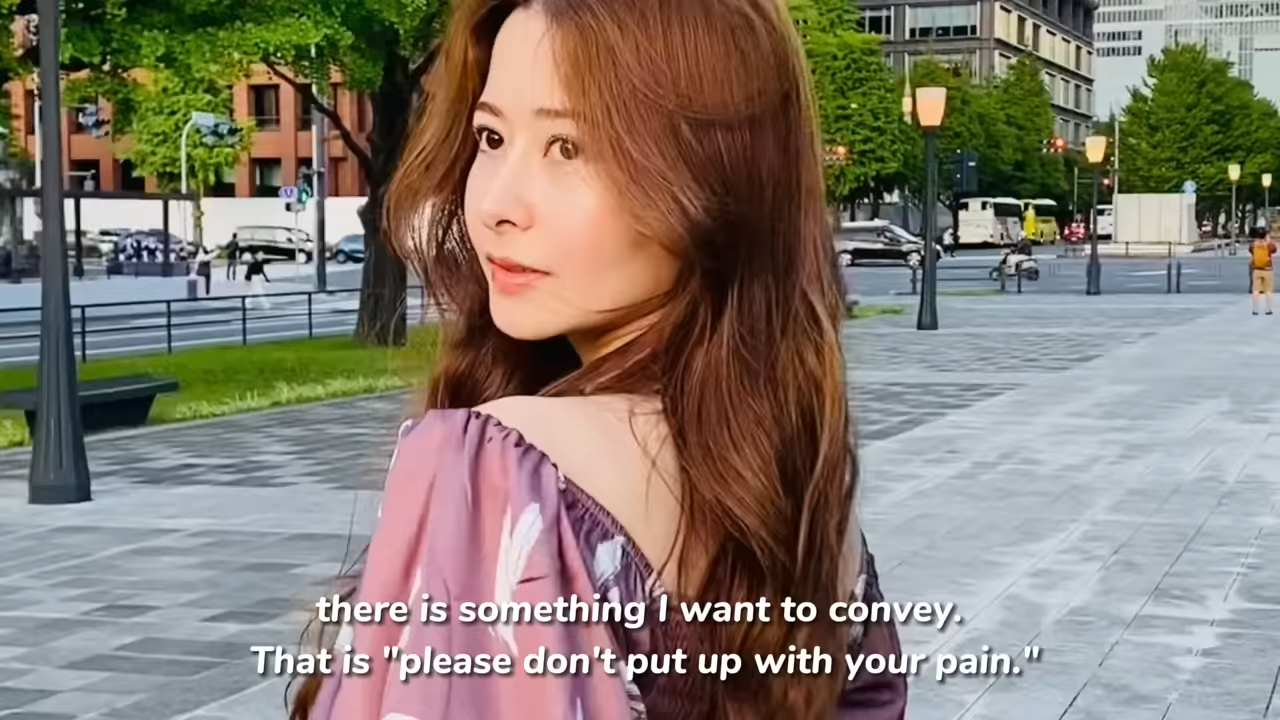 there is something I want to convey.
That is "please don't put up with your pain."